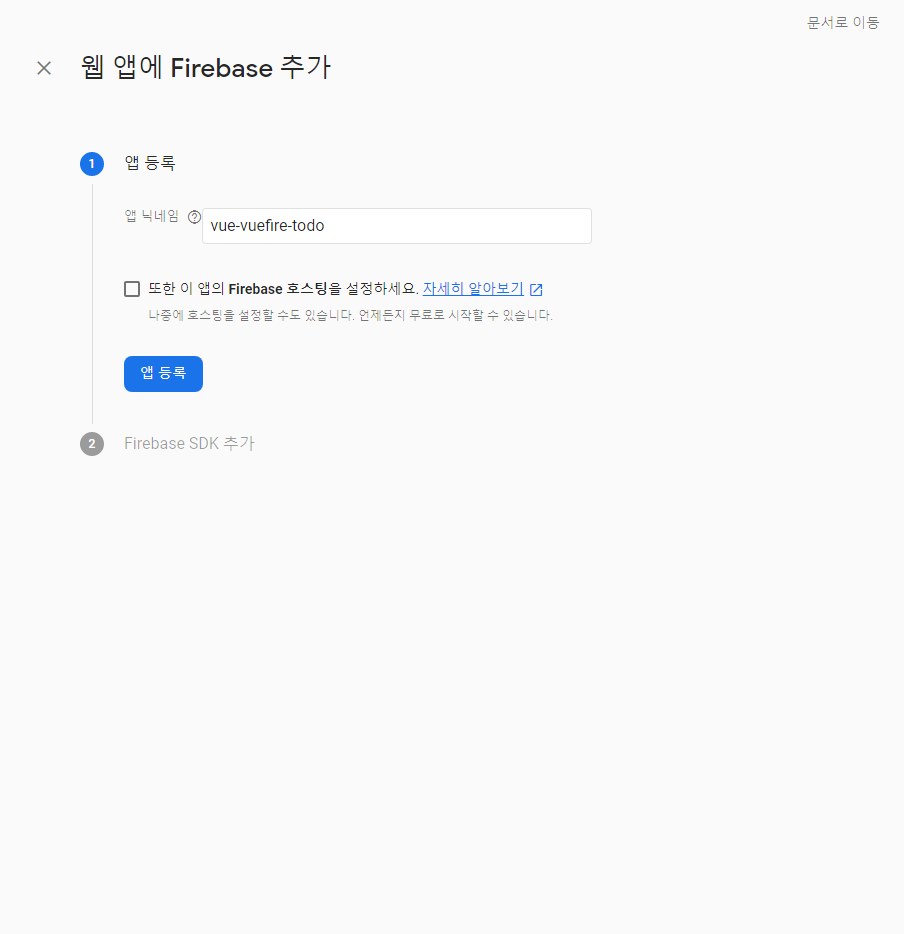 문서로 이동
웹 앱에 Firebase 추가
1 앱 등록
앱 닉네임
vue-vuefire-todo
또한 이 앱의 Firebase 호스팅을 설정하세요. 자세히 알아보기
나중에 호스팅을 설정할 수도 있습니다. 언제든지 무료로 시작할 수 있습니다.
앱 등록
2 Firebase SDK 추가